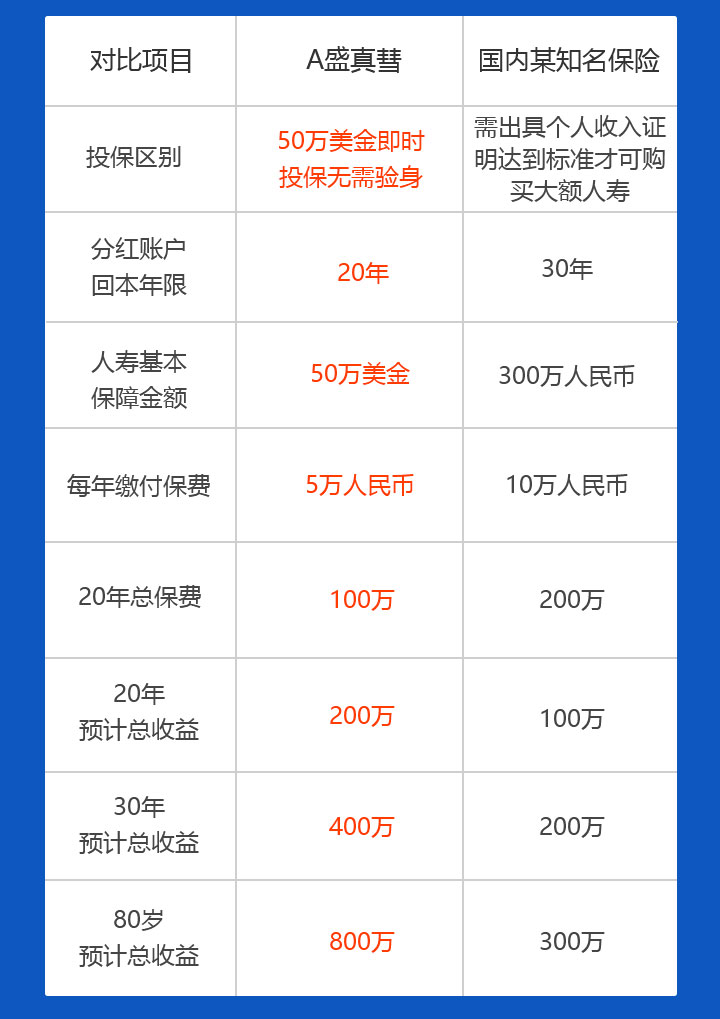 对比项目
A盛真彗
国内某知名保险
投保区别
50万美金即时
投保无需验身
需出具个人收入证
明达到标准才可购
买大额人寿
分红账户
回本年限
20年
30年
人寿基本
保障金额
50万美金
300万人民币
每年缴付保费
5万人民币
10万人民币
20年总保费
100万
200万
20年
预计总收益
200万
100万
30年
预计总收益
400万
200万
80岁
预计总收益
800万
300万